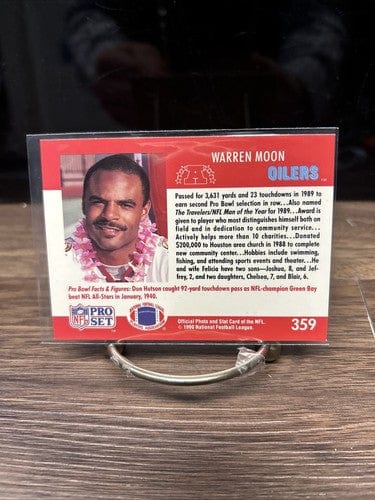 WARREN MOON
A
OILERS
Passed for 3,631 yards and 23 touchdowns in 1989 to
earn second Pro Bowl selection in row...Also named
The Travelers/NFL Man of the Year for 1989...Award is
given to player who most distinguishes himself both on
field and in dedication to community service...
Actively helps more than 10 charities...Donated
$200,000 to Houston area church in 1988 to complete
new community center...Hobbies include swimming,
fishing, and attending sports events and theater...He
and wife Felicia have two sons—Joshua, 8, and Jef-
frey, 2, and two daughters, Chelsea, 7, and Blair, 6.
Pro Bowl Facts & Figures: Don Hutson caught 92-yard touchdown pass as NFL-champion Green Bay
beat NFL All-Stars in January, 1940.
NFL
PRO
SET
Official Photo and Stat Card of the NFL.
© 1990 National Football League.
359